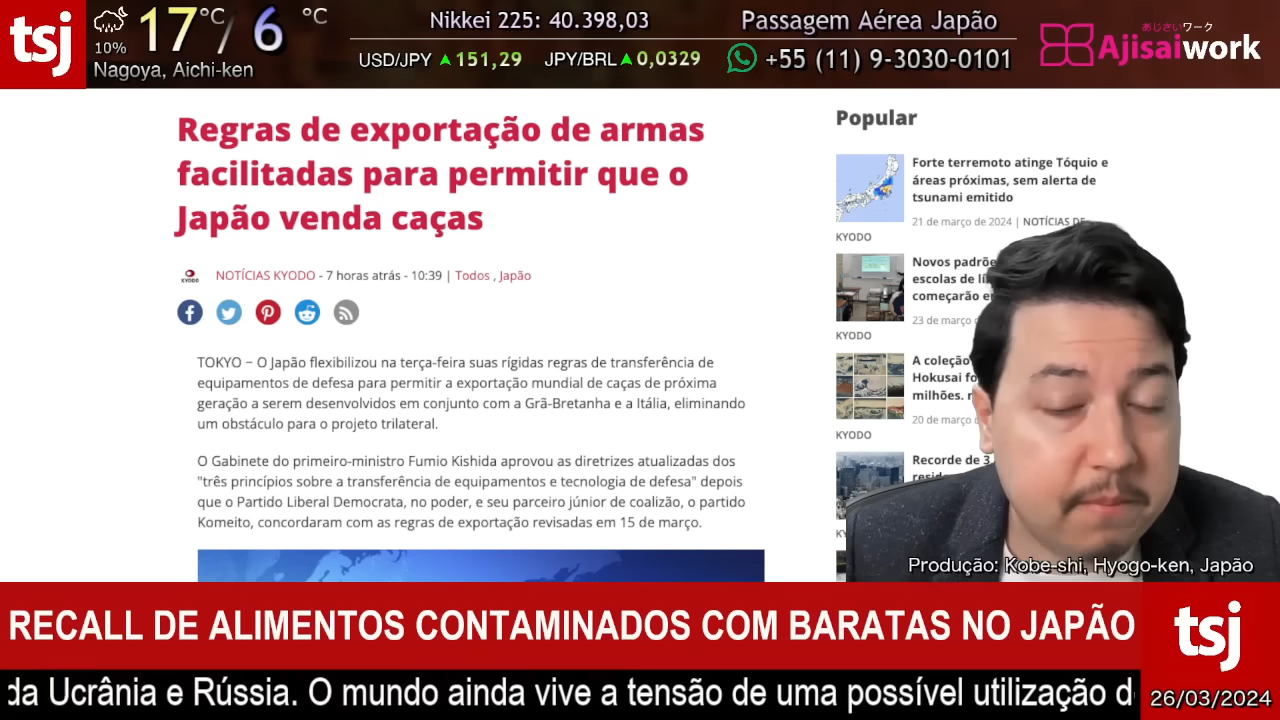 tsj
10%
17°C / 6 °C
Nagoya, Aichi-ken
Nikkei 225: 40.398,03
USD/JPY ▲ 151,29 JPY/BRL ▲ 0,0329
Passagem Aérea Japão
+55 (11) 9-3030-0101
あじさいワーク
Ajisaiwork
Regras de exportação de armas
facilitadas para permitir que o
Japão venda caças
KYODO
NOTÍCIAS KYODO - 7 horas atrás - 10:39 | Todos , Japão
TOKYO – O Japão flexibilizou na terça-feira suas rígidas regras de transferência de
equipamentos de defesa para permitir a exportação mundial de caças de próxima
geração a serem desenvolvidos em conjunto com a Grã-Bretanha e a Itália, eliminando
um obstáculo para o projeto trilateral.
O Gabinete do primeiro-ministro Fumio Kishida aprovou as diretrizes atualizadas dos
"três princípios sobre a transferência de equipamentos e tecnologia de defesa" depois
que o Partido Liberal Democrata, no poder, e seu parceiro júnior de coalizão, o partido
Komeito, concordaram com as regras de exportação revisadas em 15 de março.
Popular
Forte terremoto atinge Tóquio e
áreas próximas, sem alerta de
tsunami emitido
21 de março de 2024 | NOTÍCIAS DE
KYODO
Novos padrõe
escolas de lí
começarão e
23 de março
KYODO
A coleção
Hokusai fo
milhões.
20 de março
KYODO
Recorde de 3
Produção: Kobe-shi, Hyogo-ken, Japão
RECALL DE ALIMENTOS CONTAMINADOS COM BARATAS NO JAPÃO
tsj
da Ucrânia e Rússia. O mundo ainda vive a tensão de uma possível utilização d
26/03/2024